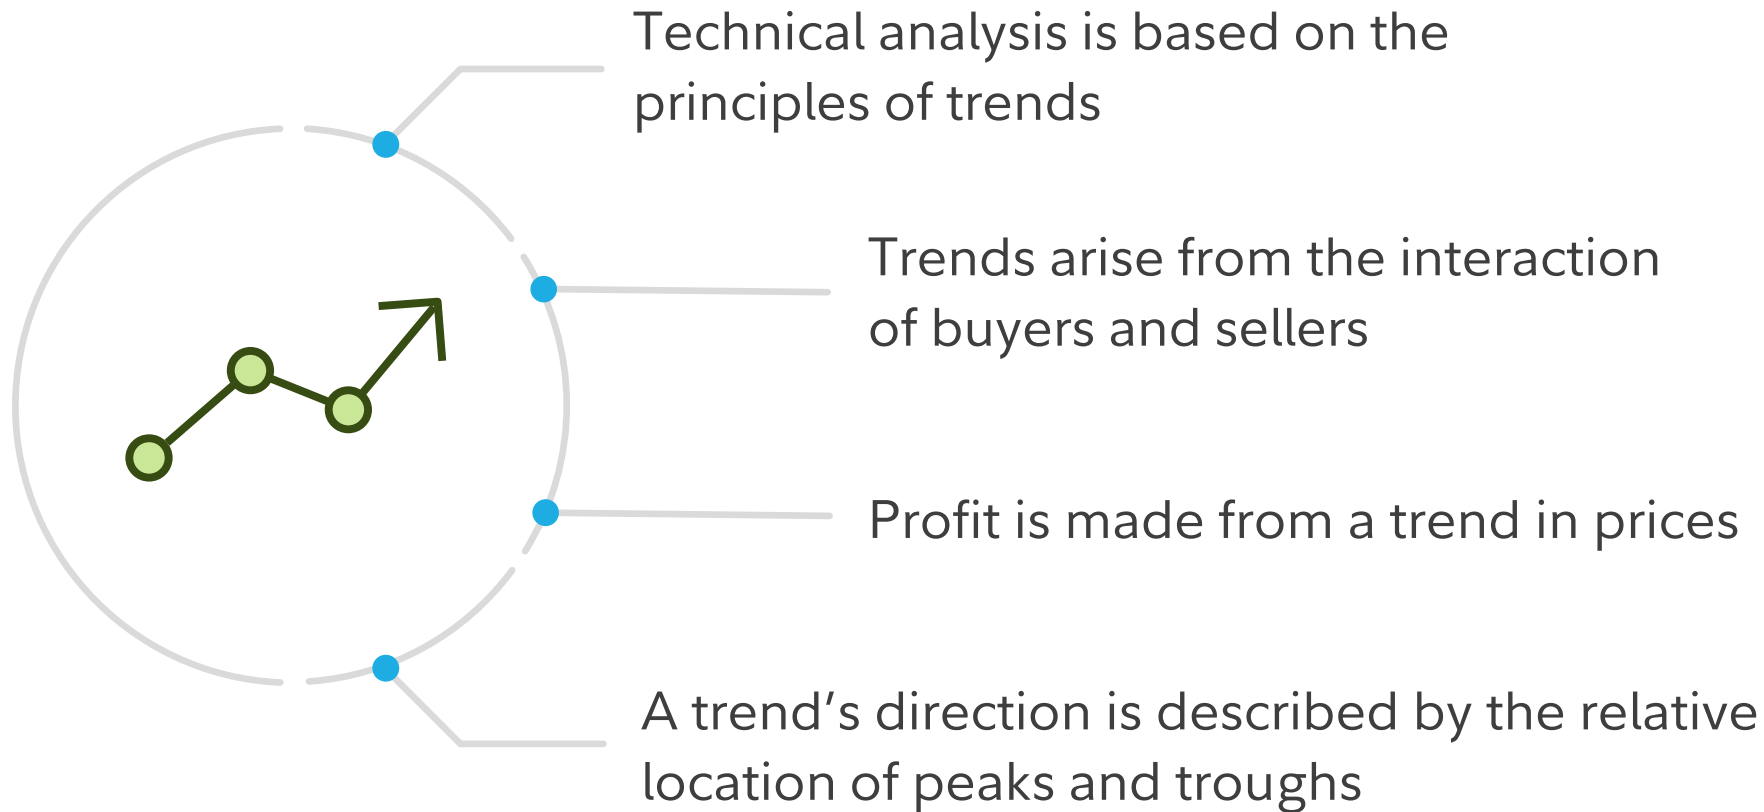 Technical analysis is based on the
principles of trends
Trends arise from the interaction
of buyers and sellers
Profit is made from a trend in prices
A trend’s direction is described by the relative
location of peaks and troughs